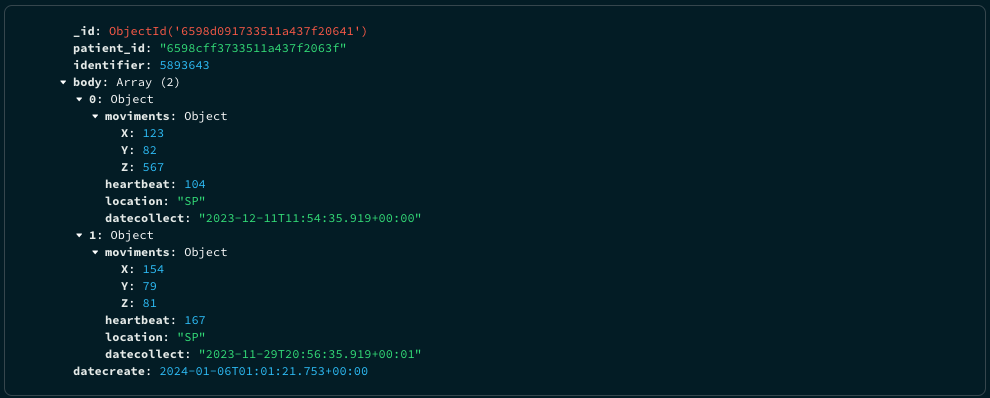 _id: ObjectId('6598d091733511a437f20641')
patient_id: "6598cff3733511a437f2063f"
identifier: 5893643
body: Array (2)
0: Object
moviments: Object
X: 123
Y: 82
Z: 567
heartbeat: 104
location: "SP"
datecollect: "2023-12-11T11:54:35.919+00:00"
1: Object
moviments: Object
X: 154
Y: 79
Z: 81
heartbeat: 167
location: "SP"
datecollect: "2023-11-29T20:56:35.919+00:01"
datecreate: 2024-01-06T01:01:21.753+00:00